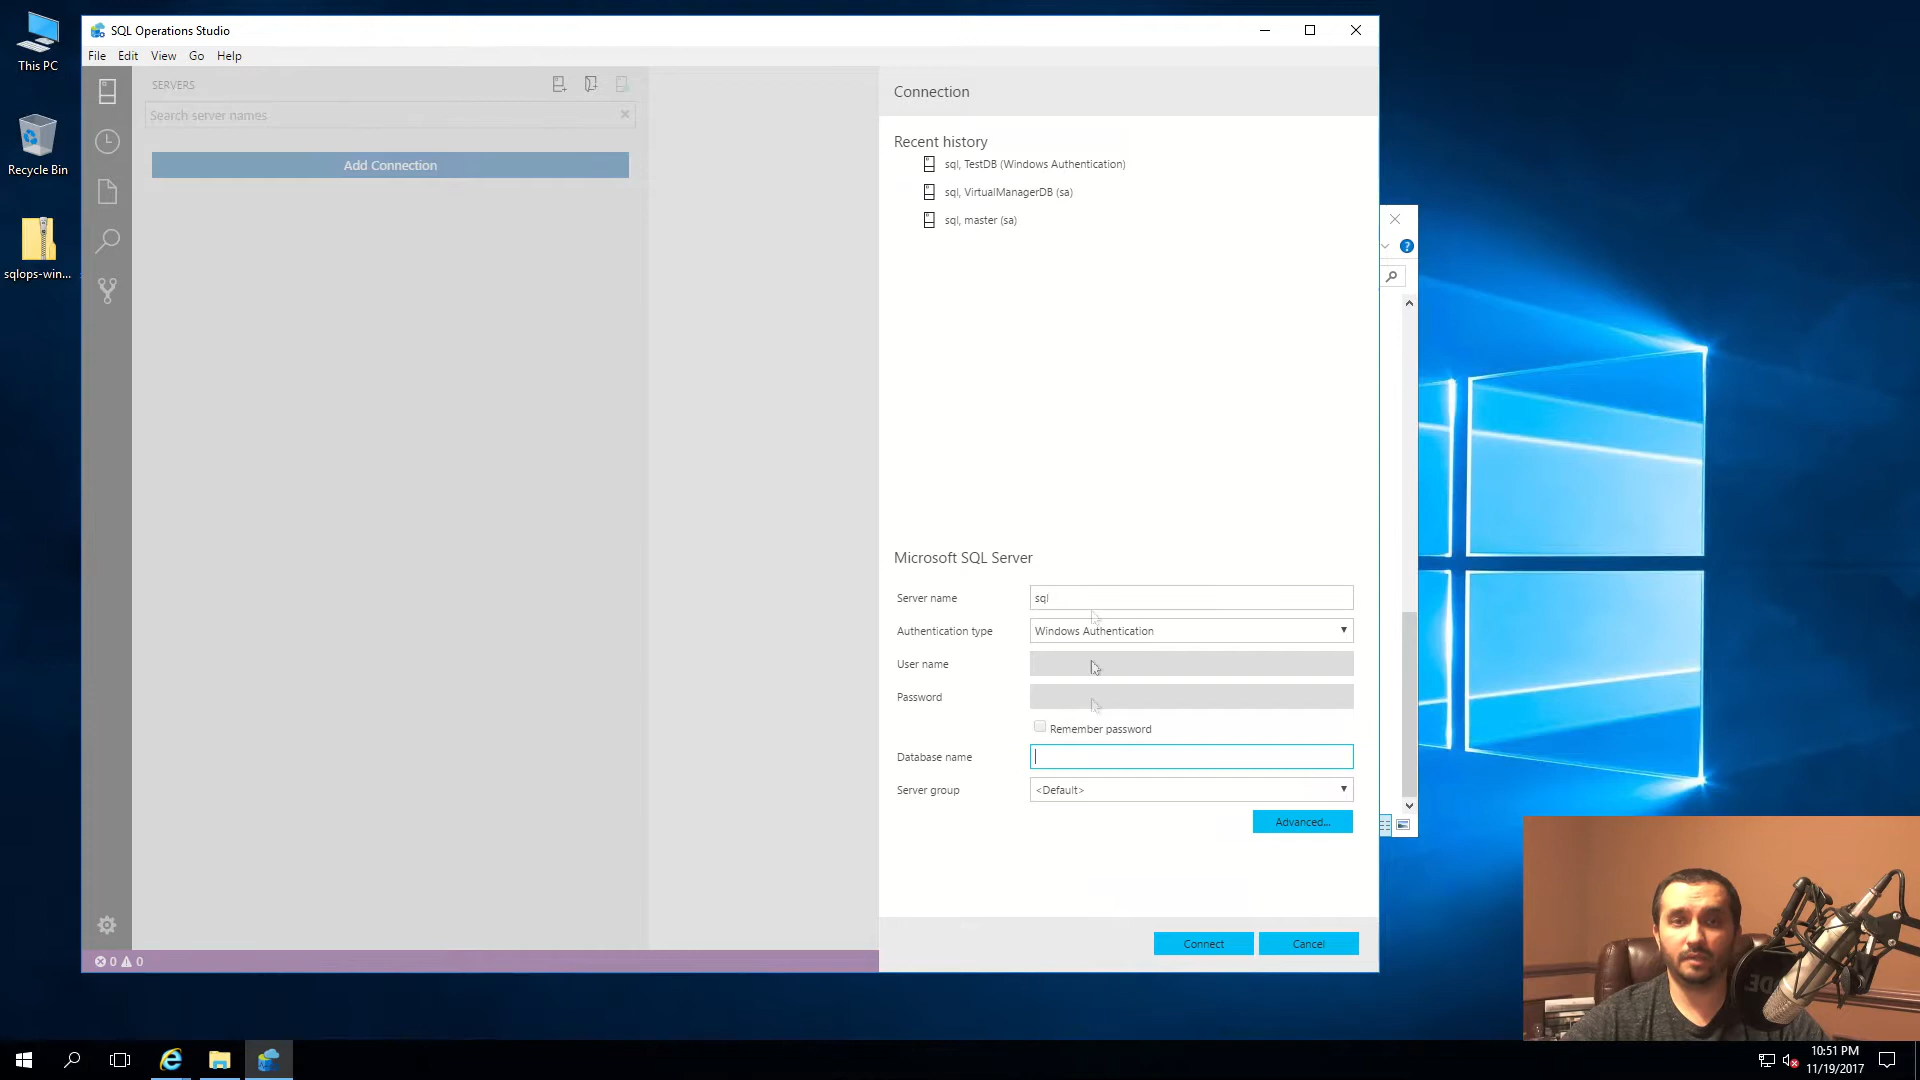 This PC
Recycle Bin
sqlops-win...
SQL Operations Studio
File Edit View Go Help
SERVERS
Search server names
Add Connection
0 0
Connection
Recent history
sql, TestDB (Windows Authentication)
sql, VirtualManagerDB (sa)
sql, master (sa)
Microsoft SQL Server
Server name sql
Authentication type Windows Authentication
User name
Password
Remember password
Database name
Server group <Default>
Advanced...
Connect Cancel
10:51 PM
11/19/2017